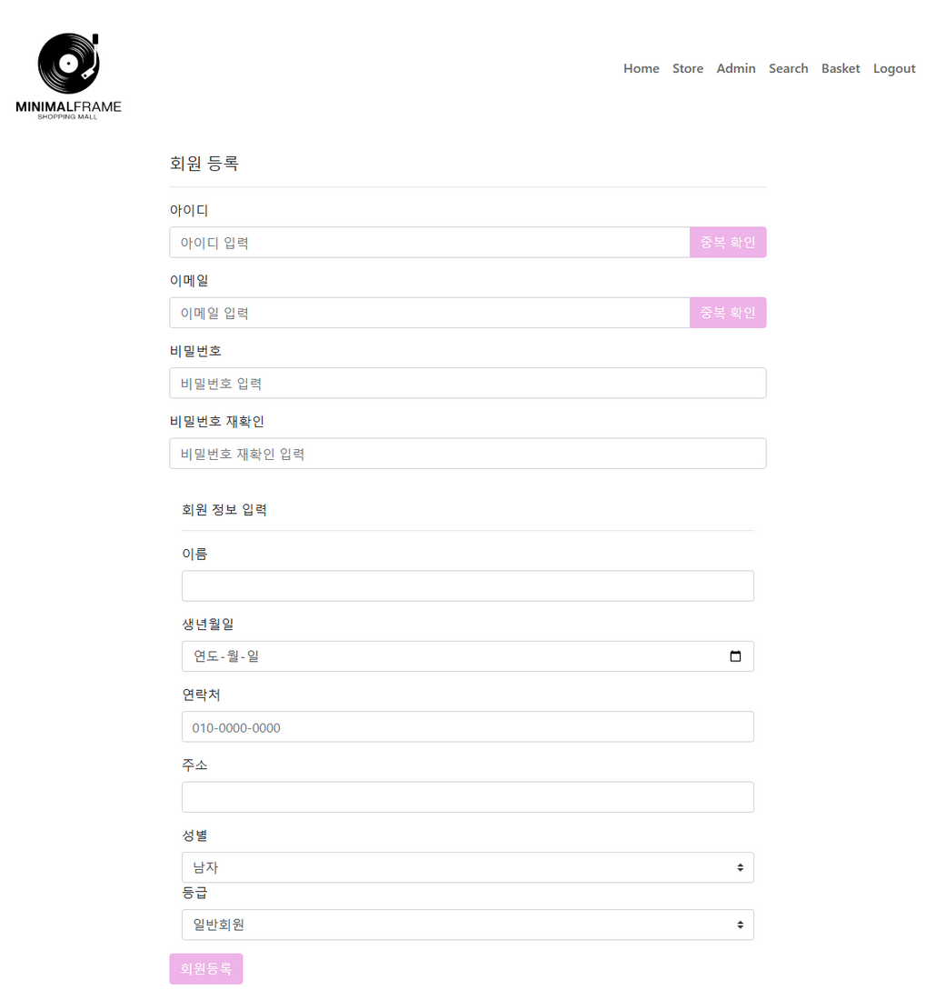 MINIMALFRAME
SHOPPING MALL
Home Store Admin Search Basket Logout
회원 등록
아이디
아이디 입력 중복 확인
이메일
이메일 입력 중복 확인
비밀번호
비밀번호 입력
비밀번호 재확인
비밀번호 재확인 입력
회원 정보 입력
이름
생년월일
연도-월-일
연락처
010-0000-0000
주소
성별
남자
등급
일반회원
회원등록